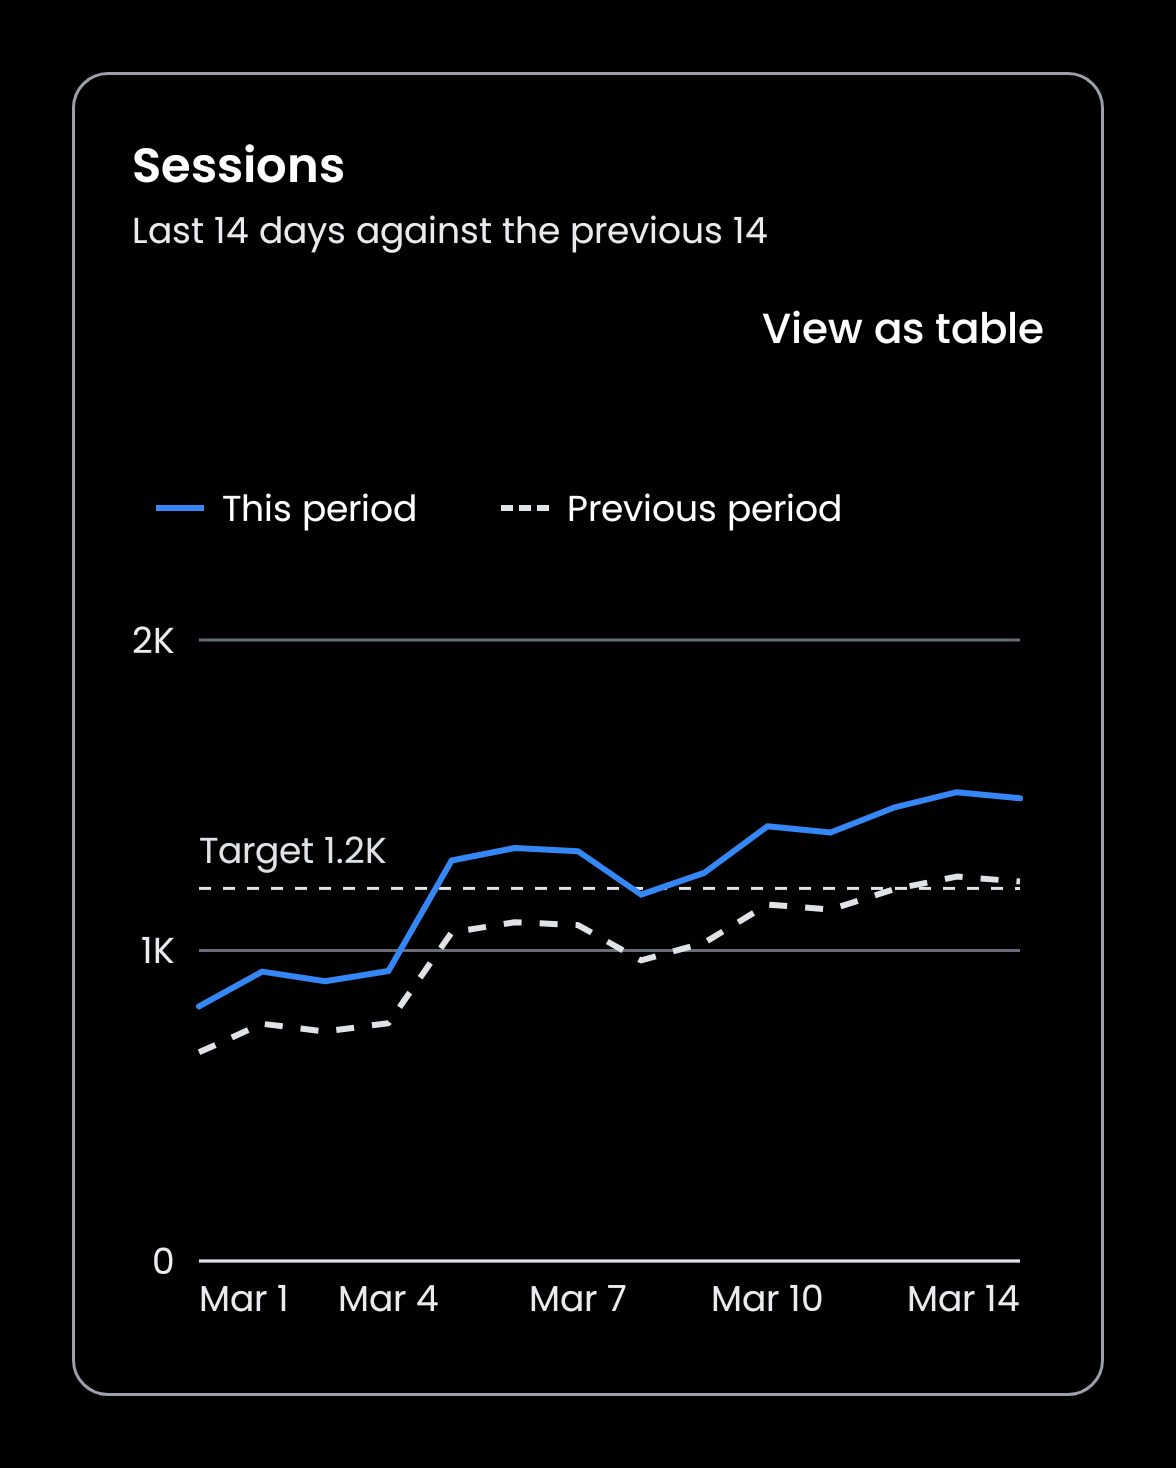 Sessions
Last 14 days against the previous 14
View as table
This period
Previous period
2K
Target 1.2K
1K
0
Mar 1 Mar 4 Mar 7 Mar 10 Mar 14